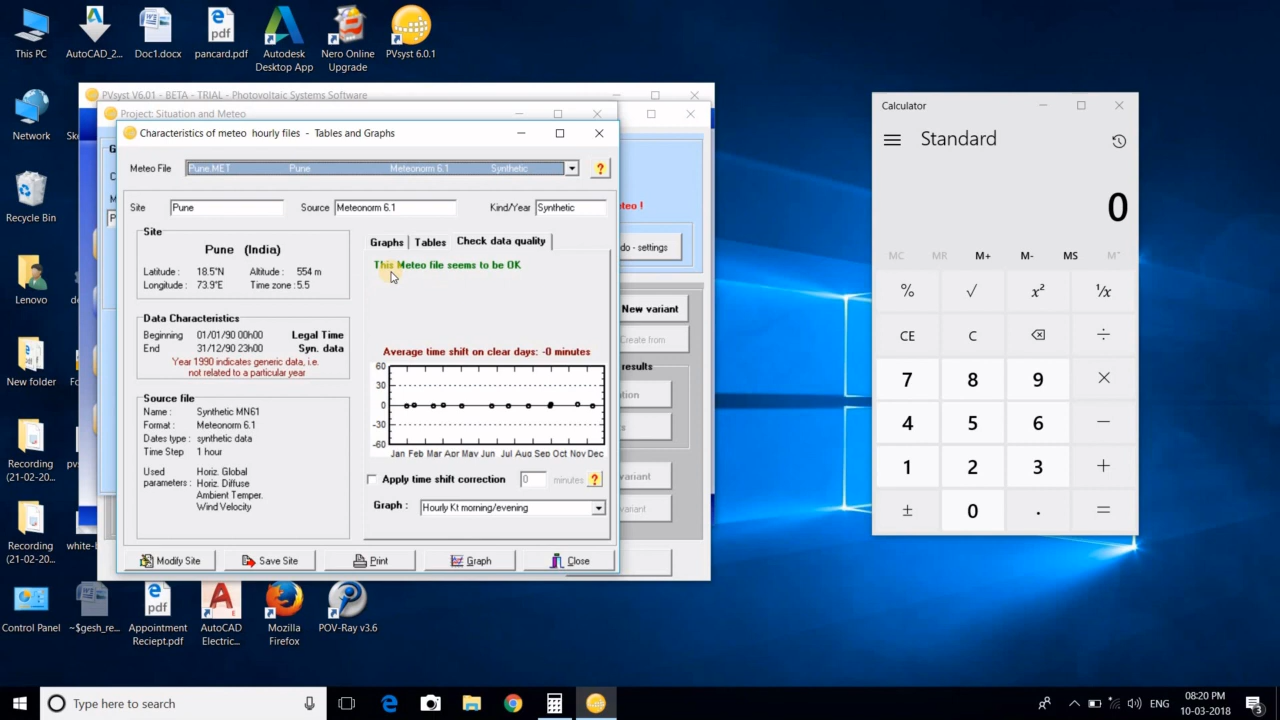 This PC
AutoCAD_2...
Doc1.docx
pancard.pdf
Autodesk
Desktop App
Nero Online
Upgrade
PVsyst 6.0.1
Network
Recycle Bin
Lenovo
New folder
Recording
(21-02-20...
Recording
(21-02-20...
Control Panel
~$gesh_re...
Appointment
Reciept.pdf
AutoCAD
Electric...
Mozilla
Firefox
POV-Ray v3.6
PVsyst V6.01 - BETA - TRIAL - Photovoltaic Systems Software
Project: Situation and Meteo
Characteristics of meteo hourly files - Tables and Graphs
Meteo File
Pune.MET Pune Meteonorm 6.1 Synthetic
?
Site Pune Source Meteonorm 6.1 Kind/Year Synthetic
Site
Pune (India)
Latitude : 18.5°N Altitude : 554 m
Longitude : 73.9°E Time zone : 5.5
Data Characteristics
Beginning 01/01/90 00h00 Legal Time
End 31/12/90 23h00 Syn. data
Year 1990 indicates generic data, i.e.
not related to a particular year
Source file
Name : Synthetic MN61
Format : Meteonorm 6.1
Dates type : synthetic data
Time Step 1 hour
Used
parameters :
Horiz. Global
Horiz. Diffuse
Ambient Temper.
Wind Velocity
Graphs Tables Check data quality
This Meteo file seems to be OK
Average time shift on clear days: -0 minutes
60
30
0
-30
-60
Jan Feb Mar Apr May Jun Jul Aug Sep Oct Nov Dec
Apply time shift correction 0 minutes ?
Graph : Hourly Kt morning/evening
Modify Site Save Site Print Graph Close
eteo !
do - settings
New variant
Create from
results
Calculator
Standard
0
MC MR M+ M- MS M˅
% √ x² ¹/x
CE C ⌫ ÷
7 8 9 ×
4 5 6 −
1 2 3 +
± 0 . =
Type here to search
ENG
08:20 PM
10-03-2018
3